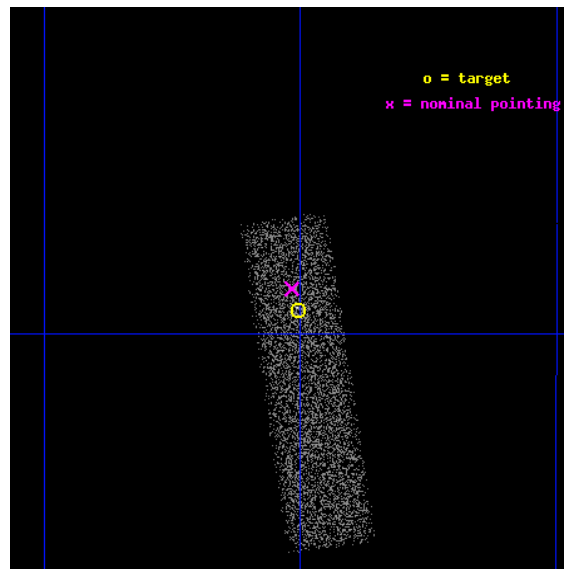 o = target
x = nominal pointing